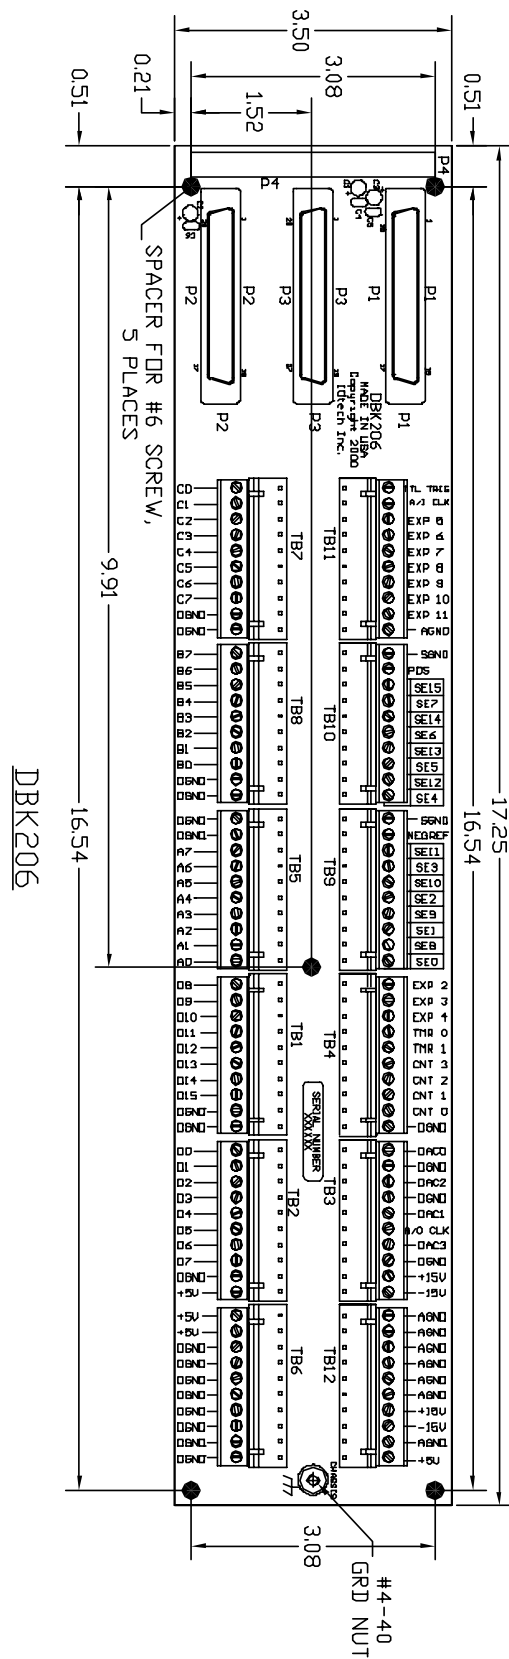 3.50
3.08
1.52
0.21
0.51
0.51
17.25
16.54
P4
P4
P1
P1
P1
P3
P3
P3
P2
P2
P2
DBK206
MADE IN USA
Copyright 2000
IOtech Inc.
SPACER FOR #6 SCREW,
5 PLACES
9.91
16.54
TTL TRIG
A/I CLK
EXP 5
EXP 6
EXP 7
EXP 8
EXP 9
EXP 10
EXP 11
AGND
TB11
TB7
C0
C1
C2
C3
C4
C5
C6
C7
DGND
DGND
SGND
POS
SE15
SE7
SE14
SE6
SE13
SE5
SE12
SE4
TB10
TB8
B7
B6
B5
B4
B3
B2
B1
B0
DGND
DGND
SGND
NEGREF
SE11
SE3
SE10
SE2
SE9
SE1
SE8
SE0
TB9
TB5
DGND
DGND
A7
A6
A5
A4
A3
A2
A1
A0
EXP 2
EXP 3
EXP 4
TMR 0
TMR 1
CNT 3
CNT 2
CNT 1
CNT 0
DGND
TB4
TB1
D8
D9
D10
D11
D12
D13
D14
D15
DGND
DGND
SERIAL NUMBER
XXXXXX
DAC0
DGND
DAC2
DGND
DAC1
A/O CLK
DAC3
DGND
+15V
-15V
TB3
TB2
D0
D1
D2
D3
D4
D5
D6
D7
DGND
+5V
AGND
AGND
AGND
AGND
AGND
AGND
+15V
-15V
AGND
+5V
TB12
TB6
+5V
+5V
DGND
DGND
DGND
DGND
DGND
DGND
DGND
DGND
CHASSIS
3.08
#4-40
GRD NUT
DBK206